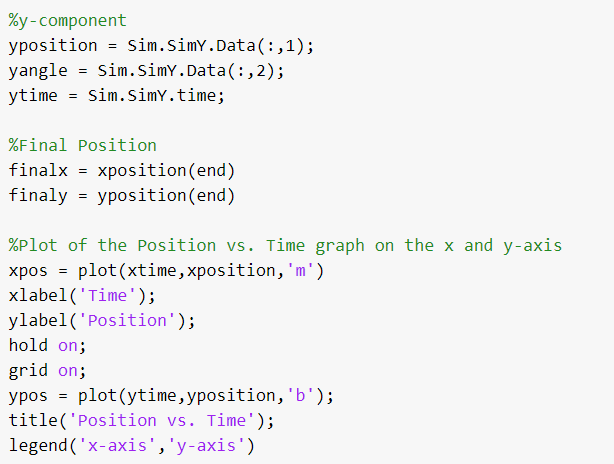 %y-component
yposition = Sim.SimY.Data(:,1);
yangle = Sim.SimY.Data(:,2);
ytime = Sim.SimY.time;
%Final Position
finalx = xposition(end)
finaly = yposition(end)
%Plot of the Position vs. Time graph on the x and y-axis
xpos = plot(xtime,xposition,'m')
xlabel('Time');
ylabel('Position');
hold on;
grid on;
ypos = plot(ytime,yposition,'b');
title('Position vs. Time');
legend('x-axis','y-axis')